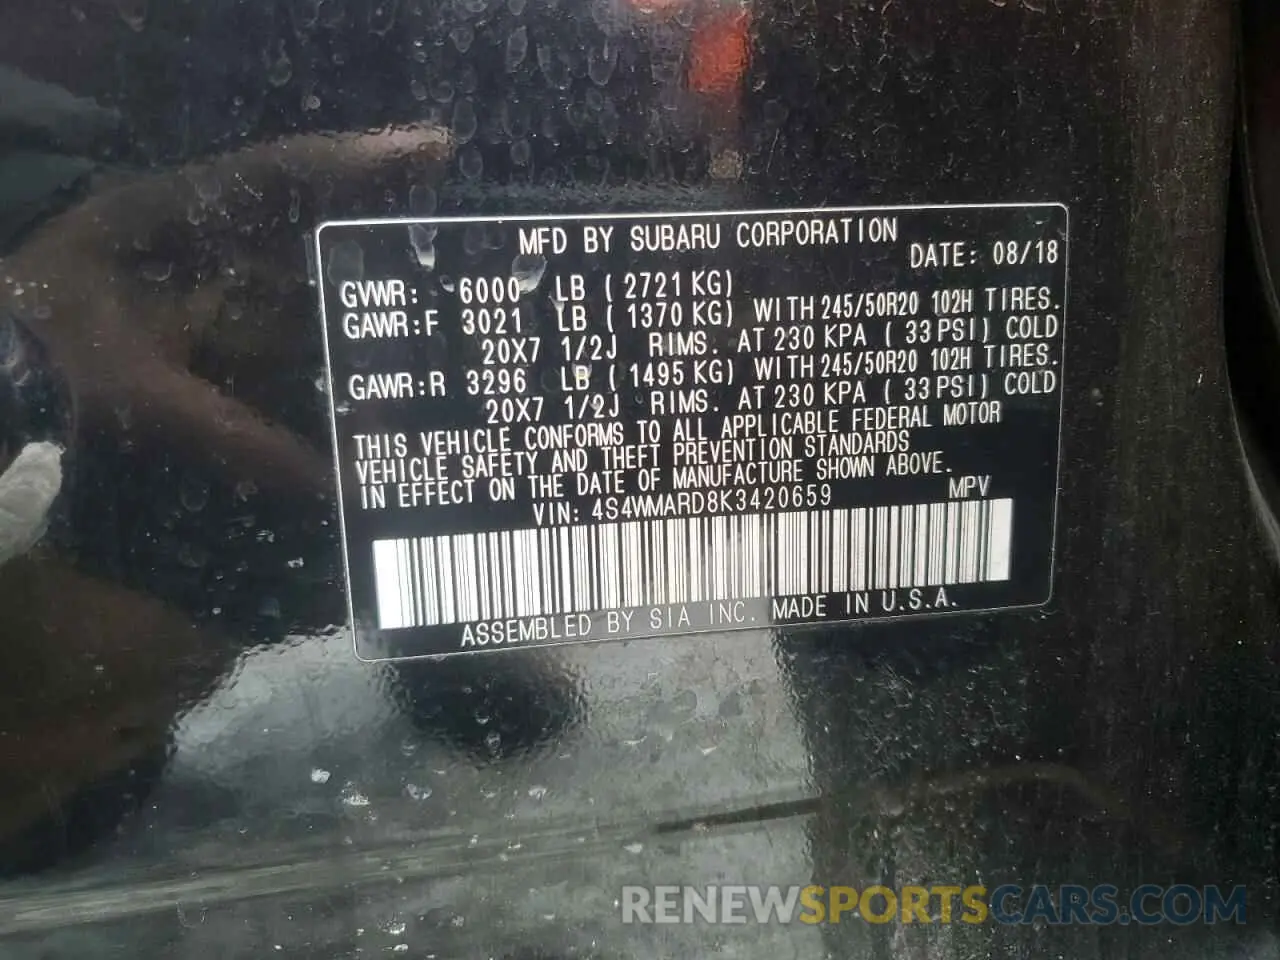 MFD BY SUBARU CORPORATION
DATE: 08/18
GVWR: 6000 LB ( 2721 KG)
GAWR:F 3021 LB ( 1370 KG) WITH 245/50R20 102H TIRES.
20X7 1/2J RIMS. AT 230 KPA ( 33 PSI) COLD
GAWR:R 3296 LB ( 1495 KG) WITH 245/50R20 102H TIRES.
20X7 1/2J RIMS. AT 230 KPA ( 33 PSI) COLD
THIS VEHICLE CONFORMS TO ALL APPLICABLE FEDERAL MOTOR
VEHICLE SAFETY AND THEFT PREVENTION STANDARDS
IN EFFECT ON THE DATE OF MANUFACTURE SHOWN ABOVE.
VIN: 4S4WMARD8K3420659 MPV
ASSEMBLED BY SIA INC. MADE IN U.S.A.
RENEWSPORTSCARS.COM